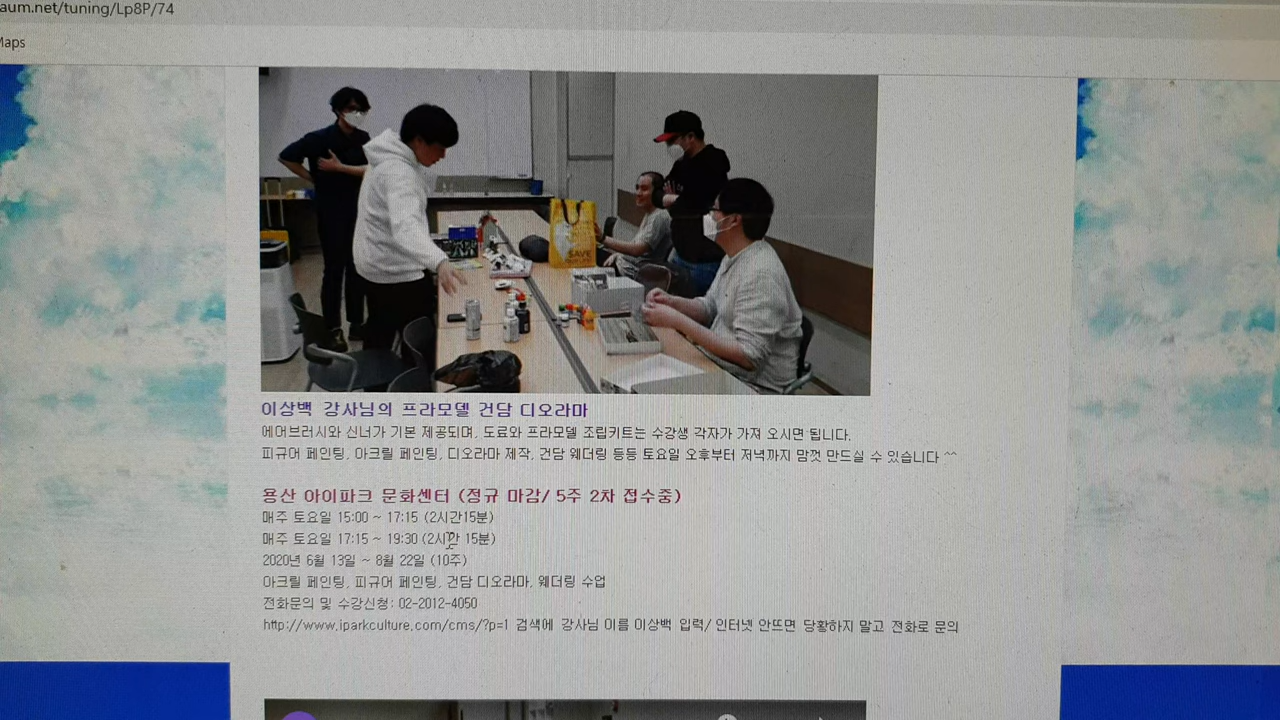 aum.net/tuning/Lp8P/74
Maps
SAVE
이상백 강사님의 프라모델 건담 디오라마
에어브러시와 신너가 기본 제공되며, 도료와 프라모델 조립키트는 수강생 각자가 가져 오시면 됩니다.
피규어 페인팅, 아크릴 페인팅, 디오라마 제작, 건담 웨더링 등등 토요일 오후부터 저녁까지 맘껏 만드실 수 있습니다 ^^
용산 아이파크 문화센터 (정규 마감/ 5주 2차 접수중)
매주 토요일 15:00 ~ 17:15 (2시간15분)
매주 토요일 17:15 ~ 19:30 (2시간 15분)
2020년 6월 13일 ~ 8월 22일 (10주)
아크릴 페인팅, 피규어 페인팅, 건담 디오라마, 웨더링 수업
전화문의 및 수강신청: 02-2012-4050
http://www.iparkculture.com/cms/?p=1 검색에 강사님 이름 이상백 입력/ 인터넷 안뜨면 당황하지 말고 전화로 문의